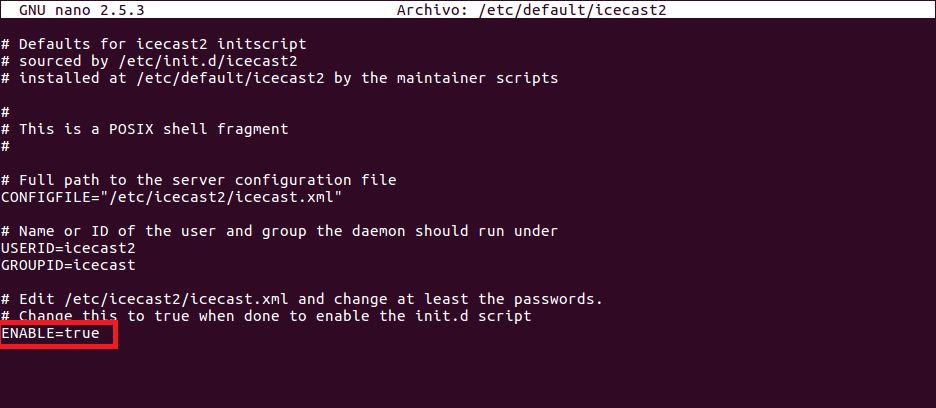 GNU nano 2.5.3 Archivo: /etc/default/icecast2
# Defaults for icecast2 initscript
# sourced by /etc/init.d/icecast2
# installed at /etc/default/icecast2 by the maintainer scripts
#
# This is a POSIX shell fragment
#
# Full path to the server configuration file
CONFIGFILE="/etc/icecast2/icecast.xml"
# Name or ID of the user and group the daemon should run under
USERID=icecast2
GROUPID=icecast
# Edit /etc/icecast2/icecast.xml and change at least the passwords.
# Change this to true when done to enable the init.d script
ENABLE=true